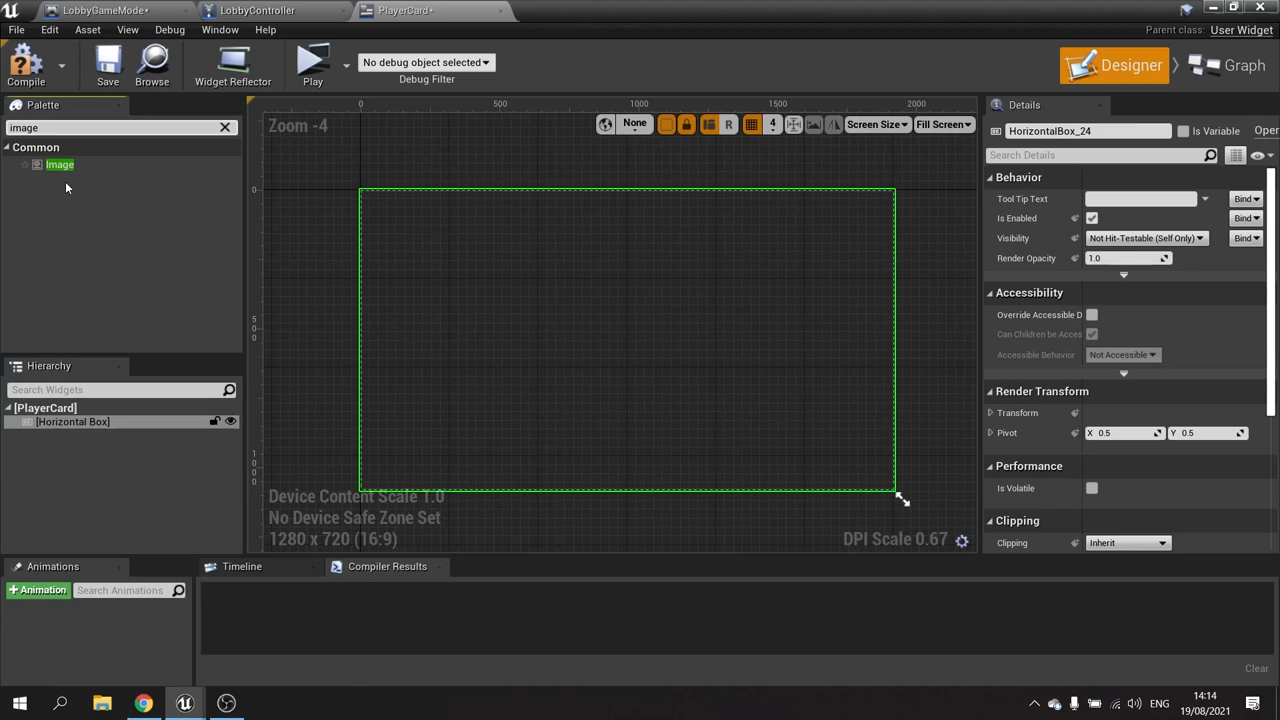 LobbyGameMode*
LobbyController
PlayerCard*
File Edit Asset View Debug Window Help
Parent class: User Widget
Compile
Save
Browse
Widget Reflector
Play
No debug object selected
Debug Filter
Designer
Graph
Palette
image
Common
Image
Hierarchy
Search Widgets
[PlayerCard]
[Horizontal Box]
0 500 1000 1500 2000
Zoom -4
None
R
4
Screen Size
Fill Screen
0
500
1000
Device Content Scale 1.0
No Device Safe Zone Set
1280 x 720 (16:9)
DPI Scale 0.67
Details
HorizontalBox_24
Is Variable
Oper
Search Details
Behavior
Tool Tip Text
Bind
Is Enabled
Bind
Visibility
Not Hit-Testable (Self Only)
Bind
Render Opacity
1.0
Accessibility
Override Accessible D
Can Children be Acces
Accessible Behavior
Not Accessible
Render Transform
Transform
Pivot
X 0.5
Y 0.5
Performance
Is Volatile
Clipping
Clipping
Inherit
Animations
+ Animation
Search Animations
Timeline
Compiler Results
Clear
ENG
14:14
19/08/2021